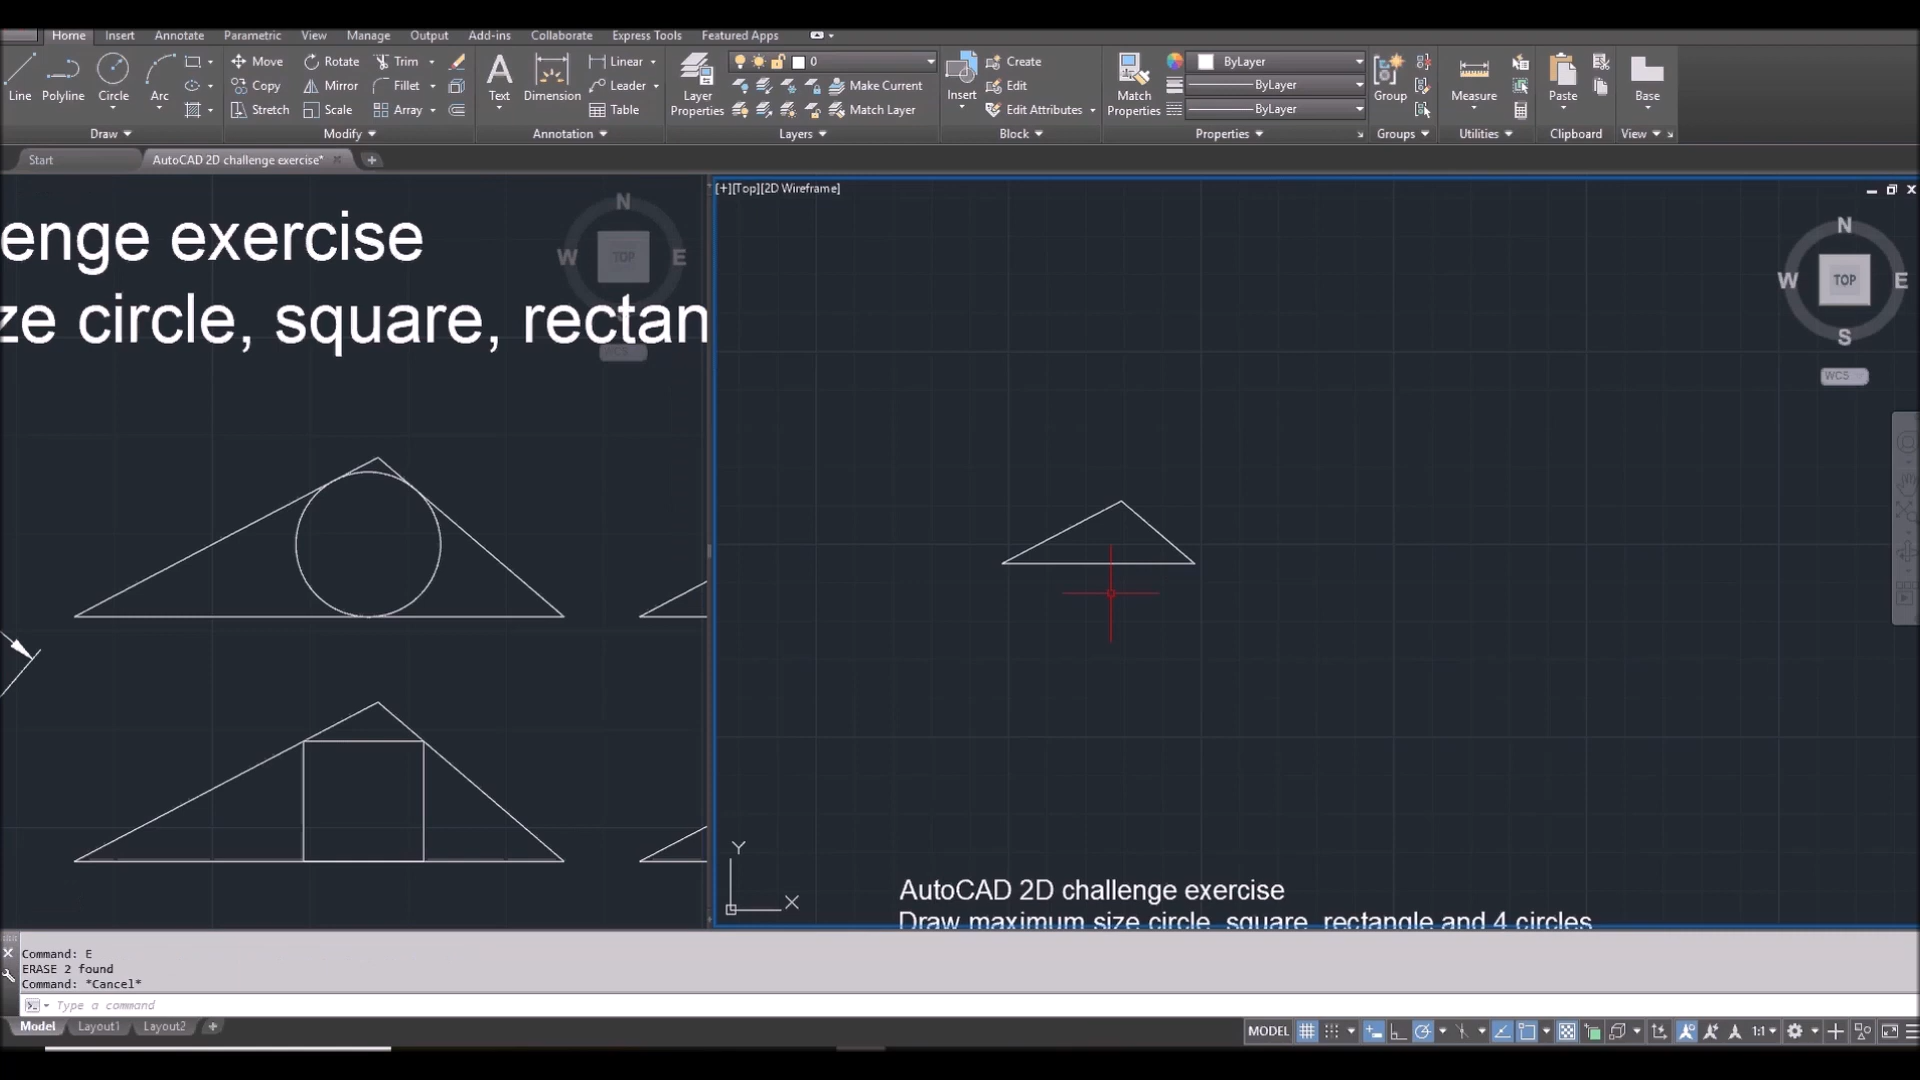 Home Insert Annotate Parametric View Manage Output Add-ins Collaborate Express Tools Featured Apps
Line Polyline Circle Arc
Move Rotate Trim
Copy Mirror Fillet
Stretch Scale Array
Text Dimension
Linear
Leader
Table
Layer Properties
0
Make Current
Match Layer
Insert
Create
Edit
Edit Attributes
Match Properties
ByLayer
ByLayer
ByLayer
Group Measure Paste Base
Draw Modify Annotation Layers Block Properties Groups Utilities Clipboard View
Start AutoCAD 2D challenge exercise*
[+][Top][2D Wireframe]
N
W TOP E
WCS
lenge exercise
ze circle, square, rectan
N
W TOP E
S
WCS
Y
X
AutoCAD 2D challenge exercise
Draw maximum size circle, square, rectangle and 4 circles
Command: E
ERASE 2 found
Command: *Cancel*
Type a command
Model Layout1 Layout2
MODEL 1:1